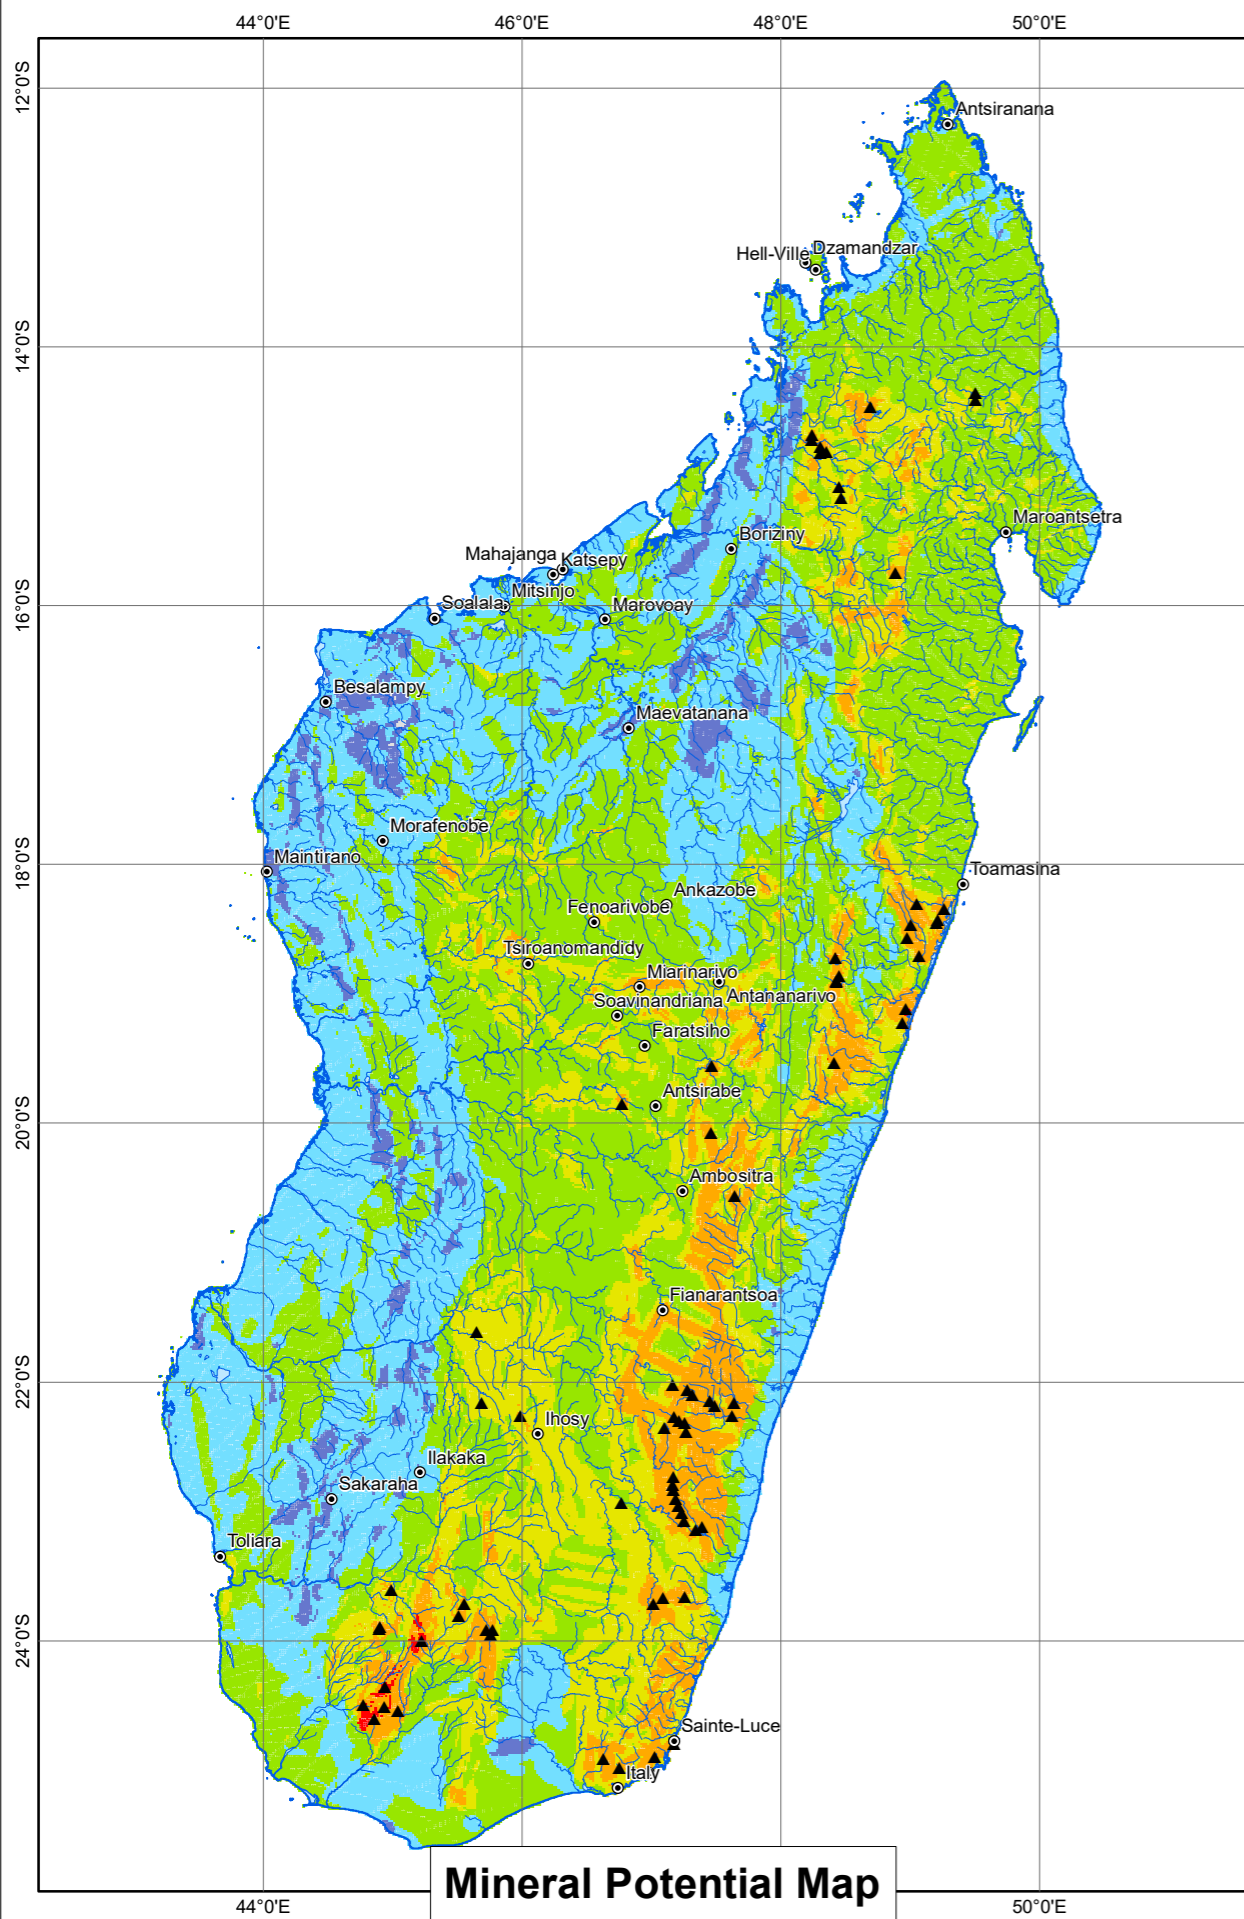 44°0'E 46°0'E 48°0'E 50°0'E
12°0'S
Antsiranana
Hell-Ville Dzamandzar
14°0'S
Maroantsetra
Boriziny
Mahajanga Katsepy
Mitsinjo
Soalala
Marovoay
16°0'S
Besalampy
Maevatanana
Morafenobe
Maintirano
18°0'S
Toamasina
Ankazobe
Fenoarivobe
Tsiroanomandidy
Miarinarivo
Soavinandriana Antananarivo
Faratsiho
Antsirabe
20°0'S
Ambositra
Fianarantsoa
22°0'S
Ihosy
Ilakaka
Sakaraha
Toliara
24°0'S
Sainte-Luce
Italy
Mineral Potential Map
44°0'E 50°0'E